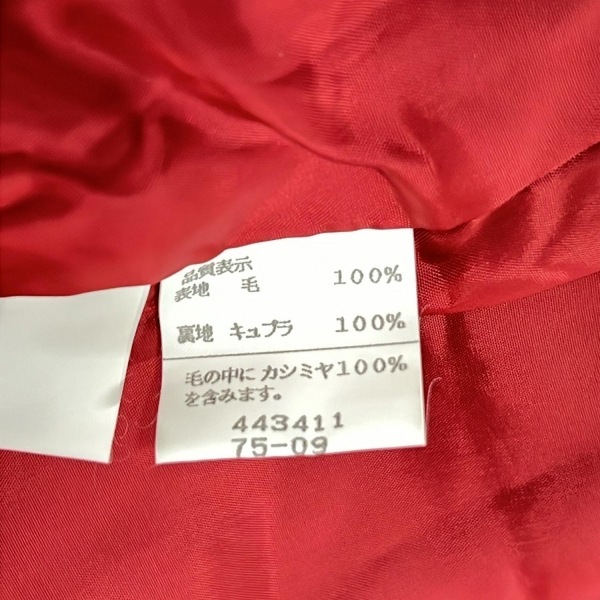 品質表示
表地 毛 100%
裏地 キュプラ 100%
毛の中に カシミヤ100%
を含みます。
443411
75-09